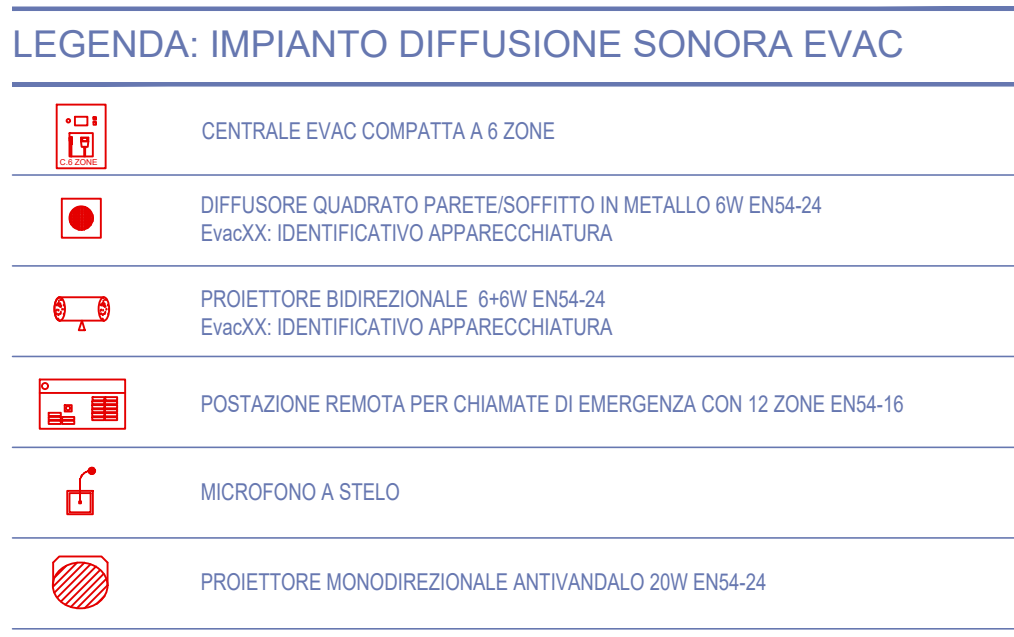 LEGENDA: IMPIANTO DIFFUSIONE SONORA EVAC
C.6 ZONE
CENTRALE EVAC COMPATTA A 6 ZONE
DIFFUSORE QUADRATO PARETE/SOFFITTO IN METALLO 6W EN54-24
EvacXX: IDENTIFICATIVO APPARECCHIATURA
PROIETTORE BIDIREZIONALE 6+6W EN54-24
EvacXX: IDENTIFICATIVO APPARECCHIATURA
POSTAZIONE REMOTA PER CHIAMATE DI EMERGENZA CON 12 ZONE EN54-16
MICROFONO A STELO
PROIETTORE MONODIREZIONALE ANTIVANDALO 20W EN54-24